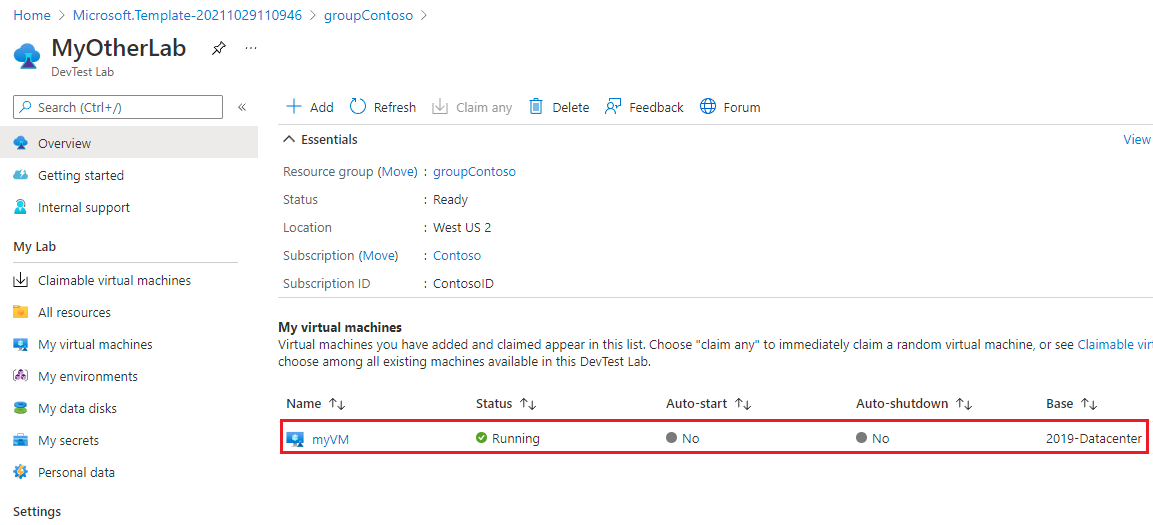 Home > Microsoft.Template-20211029110946 > groupContoso >
MyOtherLab ...
DevTest Lab
Search (Ctrl+/) «
Overview
Getting started
Internal support
My Lab
Claimable virtual machines
All resources
My virtual machines
My environments
My data disks
My secrets
Personal data
Settings
Add Refresh Claim any Delete Feedback Forum
Essentials View
Resource group (Move) : groupContoso
Status : Ready
Location : West US 2
Subscription (Move) : Contoso
Subscription ID : ContosoID
My virtual machines
Virtual machines you have added and claimed appear in this list. Choose "claim any" to immediately claim a random virtual machine, or see Claimable vir
choose among all existing machines available in this DevTest Lab.
Name ↑↓ Status ↑↓ Auto-start ↑↓ Auto-shutdown ↑↓ Base ↑↓
myVM Running No No 2019-Datacenter